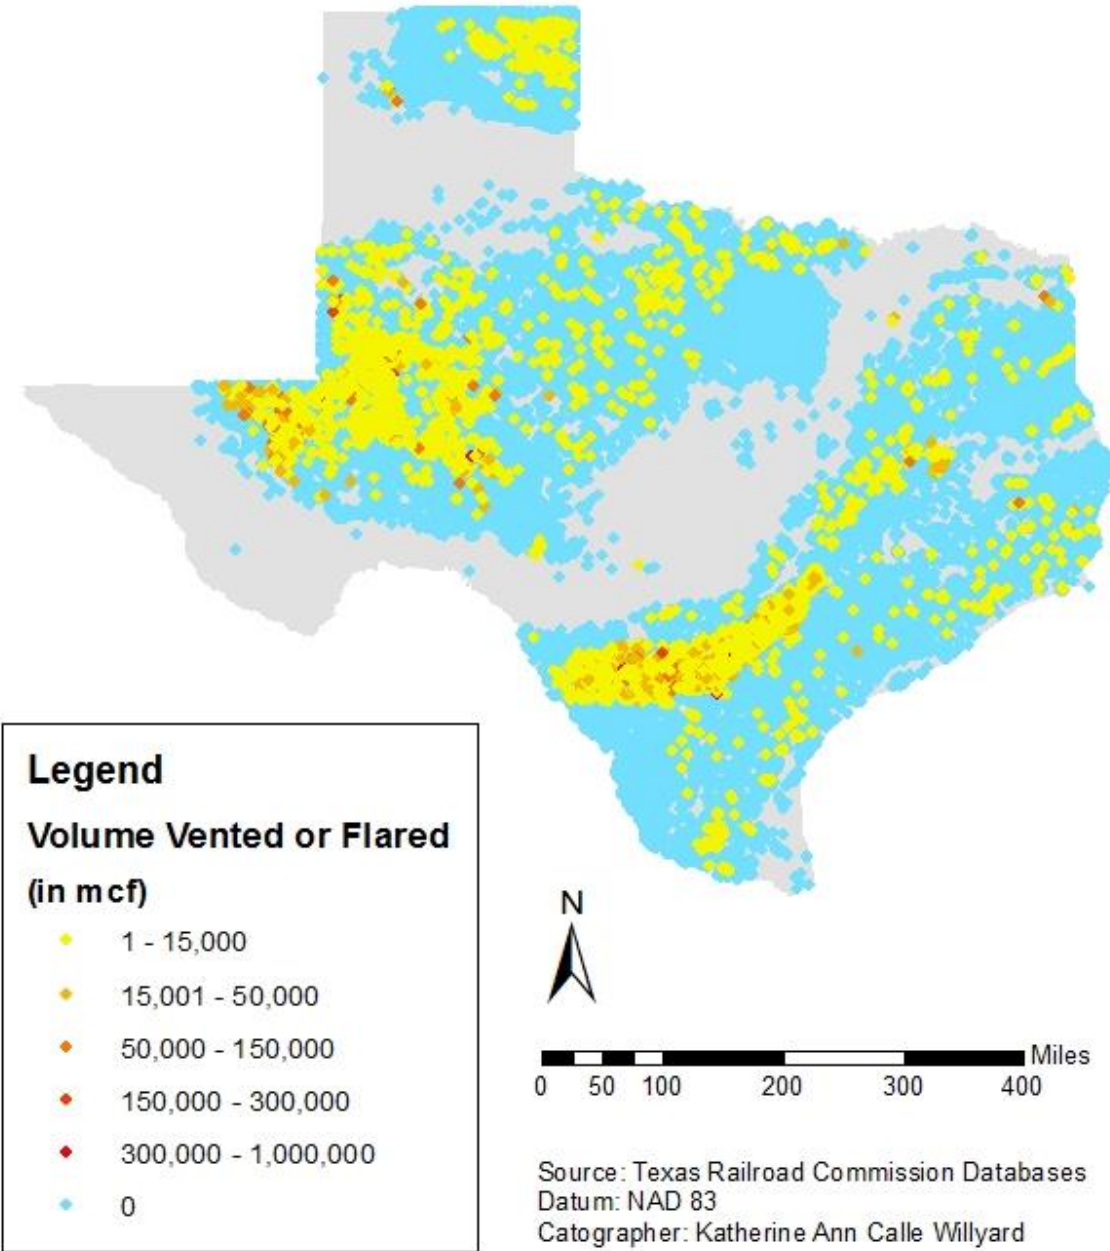 Legend
Volume Vented or Flared
(in mcf)
1 - 15,000
15,001 - 50,000
50,000 - 150,000
150,000 - 300,000
300,000 - 1,000,000
0
N
Miles
0 50 100 200 300 400
Source: Texas Railroad Commission Databases
Datum: NAD 83
Catographer: Katherine Ann Calle Willyard